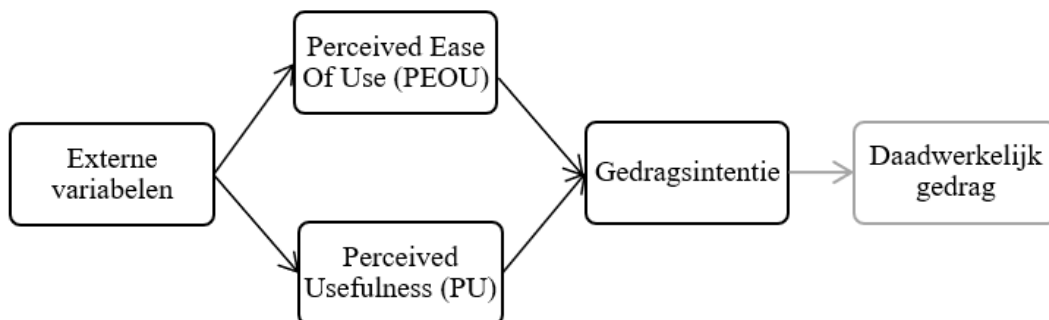 Perceived Ease
Of Use (PEOU)
Externe
variabelen
Perceived
Usefulness (PU)
Gedragsintentie
Daadwerkelijk
gedrag